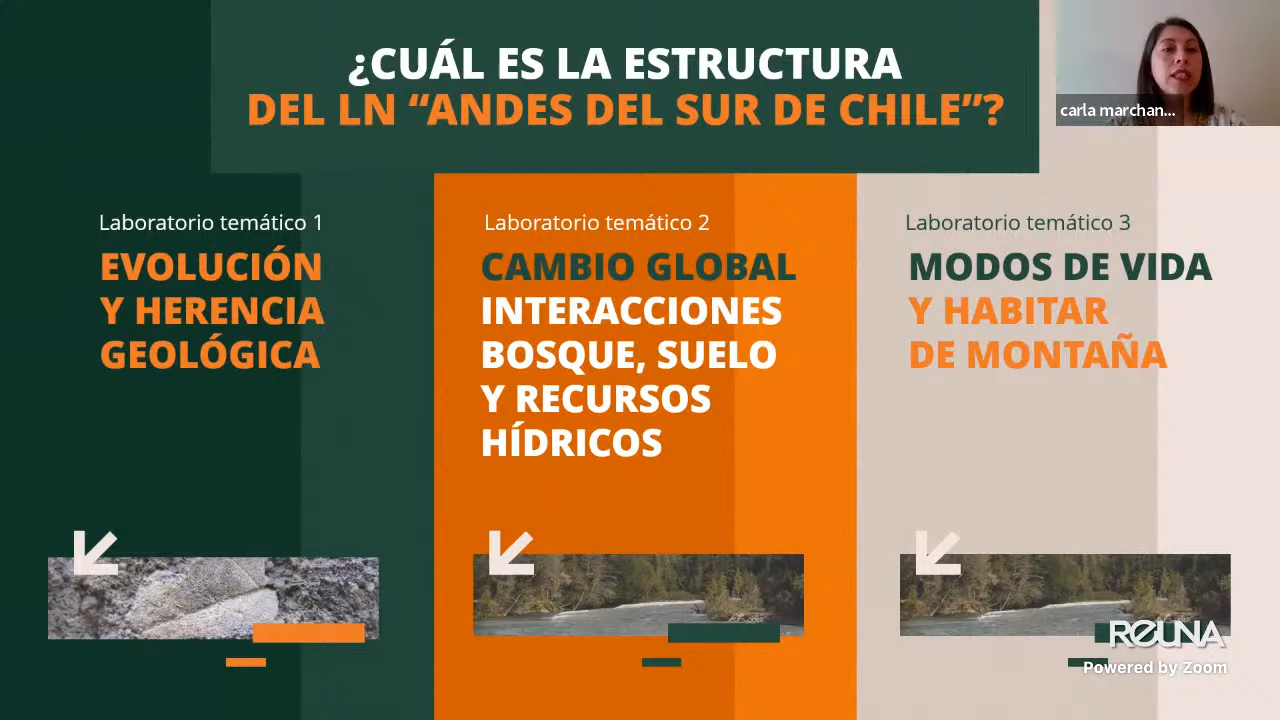 ¿CUÁL ES LA ESTRUCTURA
DEL LN “ANDES DEL SUR DE CHILE”?
carla marchan...
Laboratorio temático 1
EVOLUCIÓN
Y HERENCIA
GEOLÓGICA
Laboratorio temático 2
CAMBIO GLOBAL
INTERACCIONES
BOSQUE, SUELO
Y RECURSOS
HÍDRICOS
Laboratorio temático 3
MODOS DE VIDA
Y HABITAR
DE MONTAÑA
REUNA
Powered by Zoom